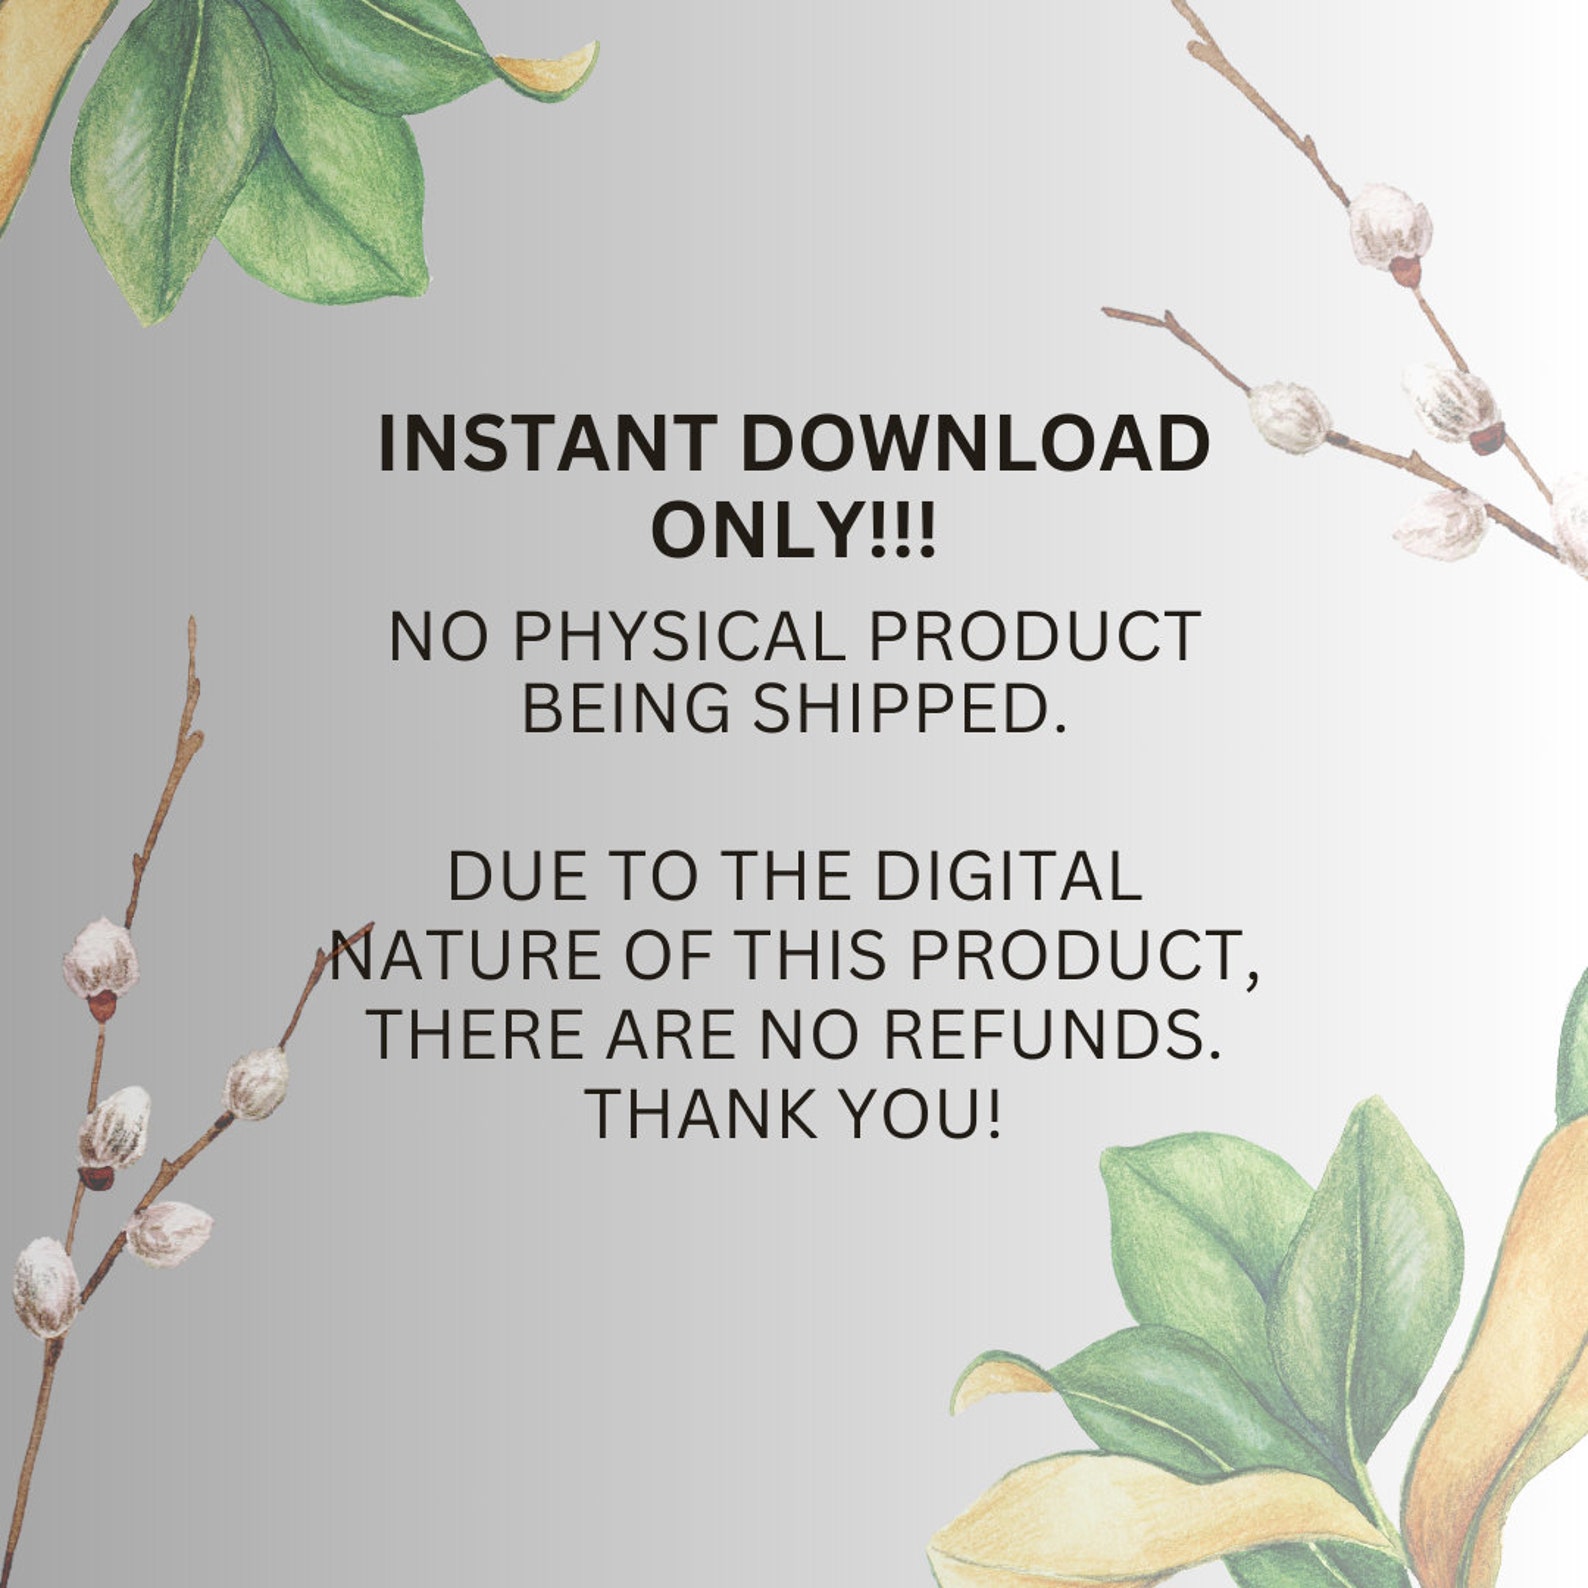 INSTANT DOWNLOAD
ONLY!!!
NO PHYSICAL PRODUCT
BEING SHIPPED.
DUE TO THE DIGITAL
NATURE OF THIS PRODUCT,
THERE ARE NO REFUNDS.
THANK YOU!